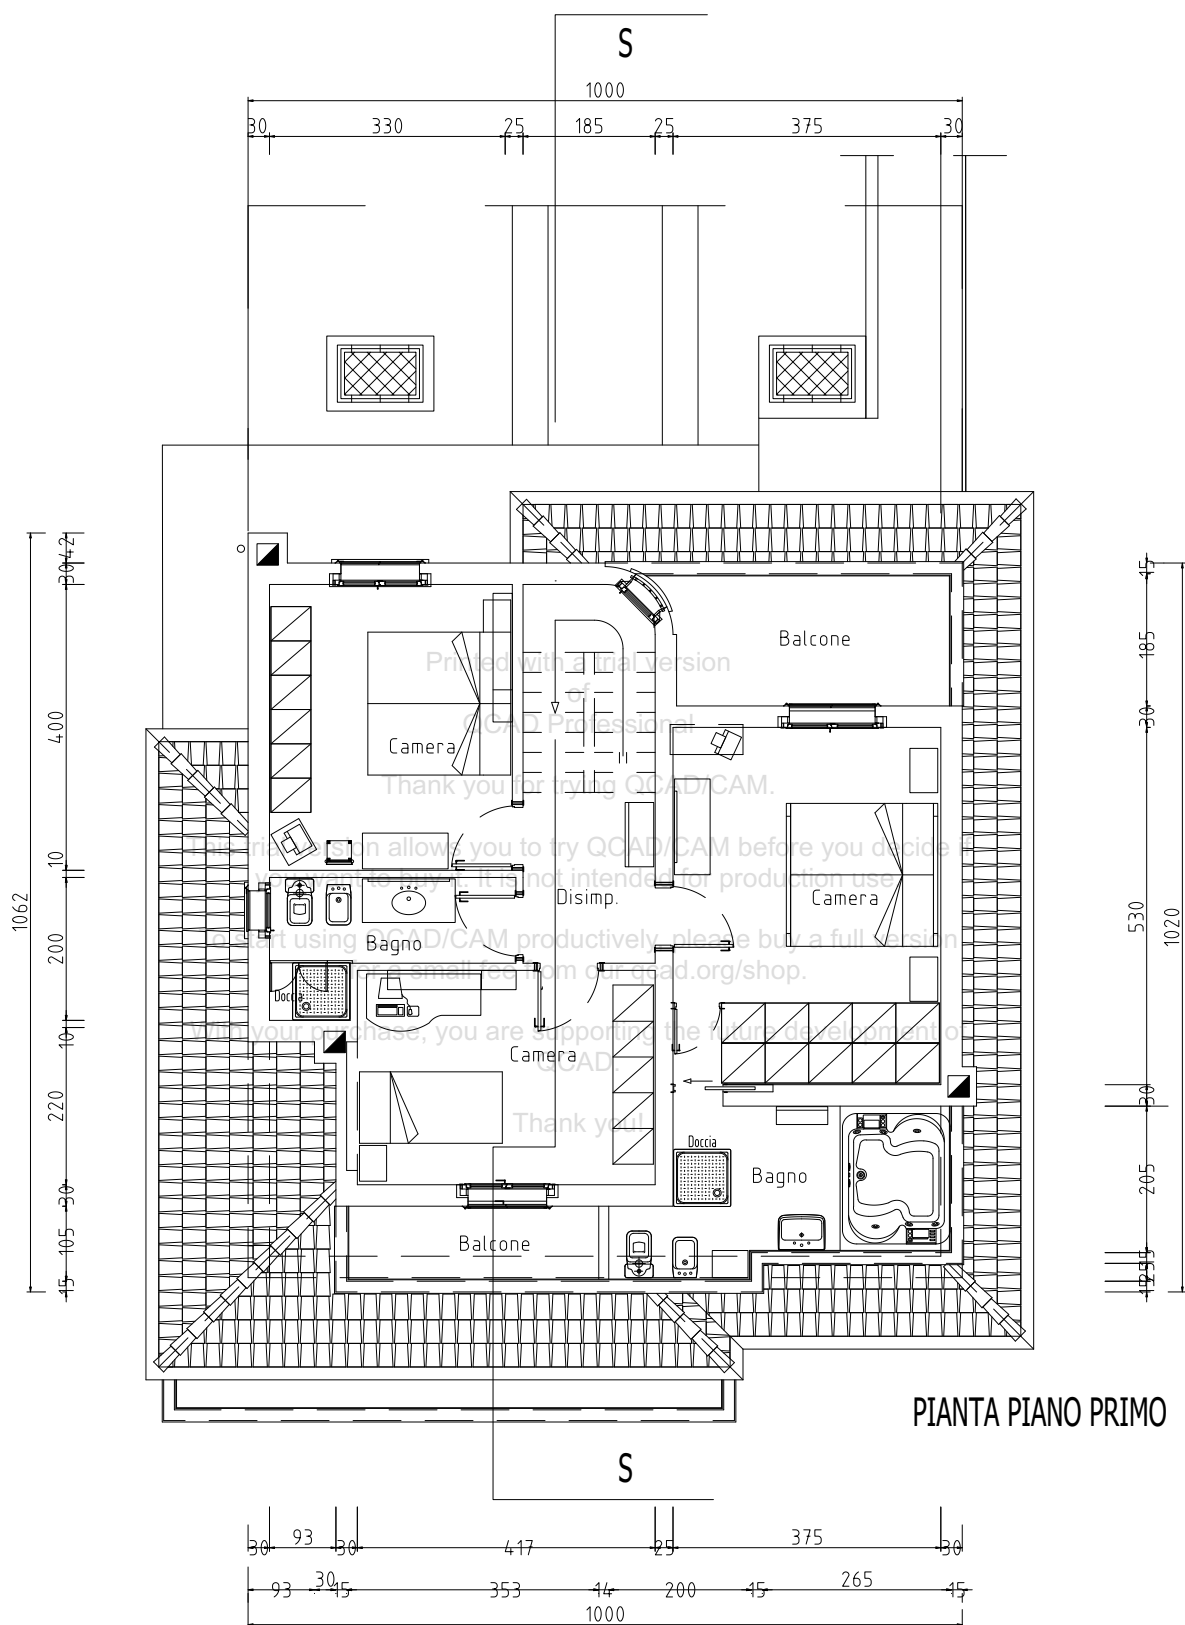 S
1000
30 330 25 185 25 375 30
42
30
400
10
200
10
220
30
105
15
1062
15
185
30
530
30
205
15
25
15
1020
Balcone
Printed with a trial version
of
QCAD Professional
Camera
Thank you for trying QCAD/CAM.
This trial version allows you to try QCAD/CAM before you decide if
you want to buy it. It is not intended for production use.
Disimp.
Camera
To start using QCAD/CAM productively, please buy a full version
Bagno
for a small fee from our qcad.org/shop.
Doccia
With your purchase, you are supporting the future development of
QCAD.
Camera
Thank you!
Doccia
Bagno
Balcone
PIANTA PIANO PRIMO
S
30 93 30 417 25 375 30
93 30 15 353 14 200 15 265 15
1000